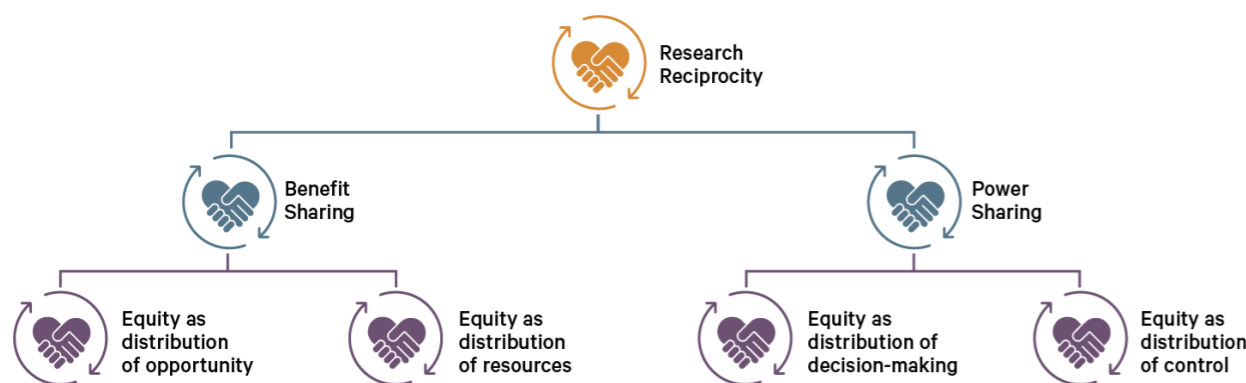 Research
Reciprocity
Benefit
Sharing
Power
Sharing
Equity as
distribution
of opportunity
Equity as
distribution
of resources
Equity as
distribution of
decision-making
Equity as
distribution
of control